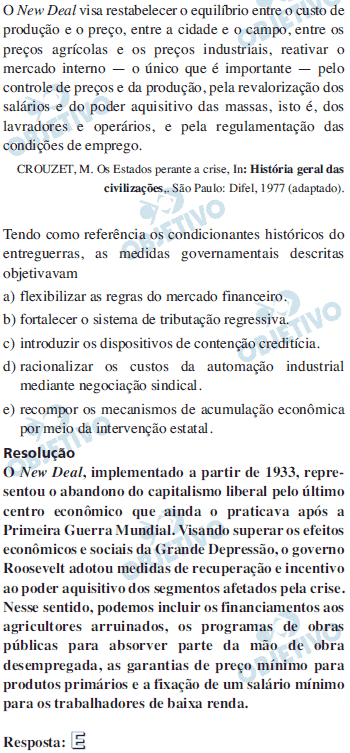 O New Deal visa restabelecer o equilíbrio entre o custo de
produção e o preço, entre a cidade e o campo, entre os
preços agrícolas e os preços industriais, reativar o
mercado interno — o único que é importante — pelo
controle de preços e da produção, pela revalorização dos
salários e do poder aquisitivo das massas, isto é, dos
lavradores e operários, e pela regulamentação das
condições de emprego.
CROUZET, M. Os Estados perante a crise, In: História geral das
civilizações,. São Paulo: Difel, 1977 (adaptado).
Tendo como referência os condicionantes históricos do
entreguerras, as medidas governamentais descritas
objetivavam
a) flexibilizar as regras do mercado financeiro.
b) fortalecer o sistema de tributação regressiva.
c) introduzir os dispositivos de contenção creditícia.
d) racionalizar os custos da automação industrial
mediante negociação sindical.
e) recompor os mecanismos de acumulação econômica
por meio da intervenção estatal.
Resolução
O New Deal, implementado a partir de 1933, repre-
sentou o abandono do capitalismo liberal pelo último
centro econômico que ainda o praticava após a
Primeira Guerra Mundial. Visando superar os efeitos
econômicos e sociais da Grande Depressão, o governo
Roosevelt adotou medidas de recuperação e incentivo
ao poder aquisitivo dos segmentos afetados pela crise.
Nesse sentido, podemos incluir os financiamentos aos
agricultores arruinados, os programas de obras
públicas para absorver parte da mão de obra
desempregada, as garantias de preço mínimo para
produtos primários e a fixação de um salário mínimo
para os trabalhadores de baixa renda.
Resposta: E